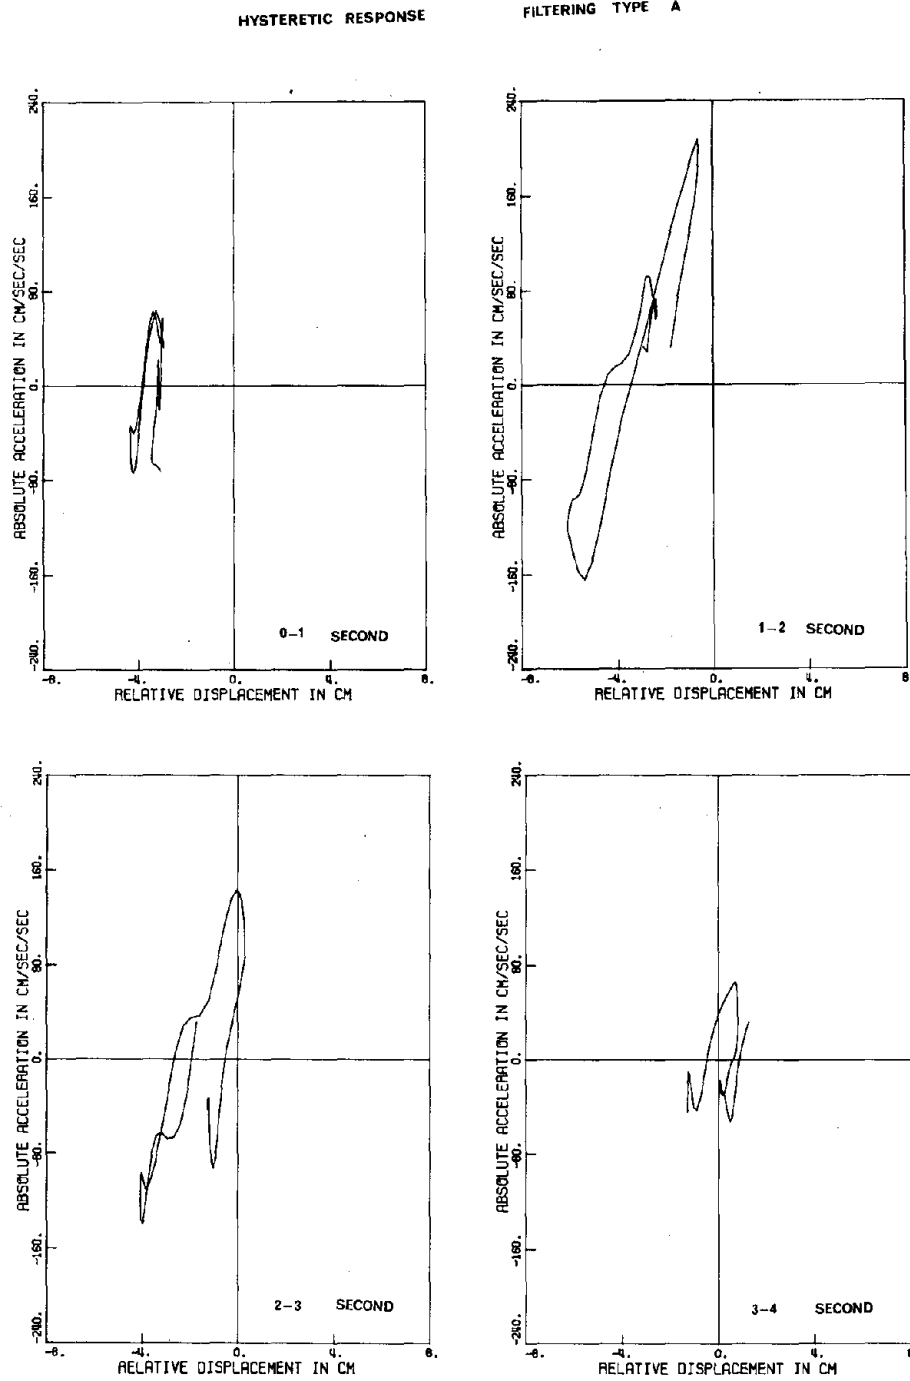 HYSTERETIC RESPONSE FILTERING TYPE A
ABSOLUTE ACCELERATION IN CM/SEC/SEC
240.
160.
80.
0.
-80.
-160.
-240.
0-1 SECOND
-8. -4. 0. 4. 8.
RELATIVE DISPLACEMENT IN CM
ABSOLUTE ACCELERATION IN CM/SEC/SEC
240.
160.
80.
0.
-80.
-160.
-240.
1-2 SECOND
-8. -4. 0. 4. 8
RELATIVE DISPLACEMENT IN CM
ABSOLUTE ACCELERATION IN CM/SEC/SEC
240.
160.
80.
0.
-80.
-160.
-240.
2-3 SECOND
-8. -4. 0. 4. 8.
RELATIVE DISPLACEMENT IN CM
ABSOLUTE ACCELERATION IN CM/SEC/SEC
240.
160.
80.
0.
-80.
-160.
-240.
3-4 SECOND
-8. -4. 0. 4.
RELATIVE DISPLACEMENT IN CM